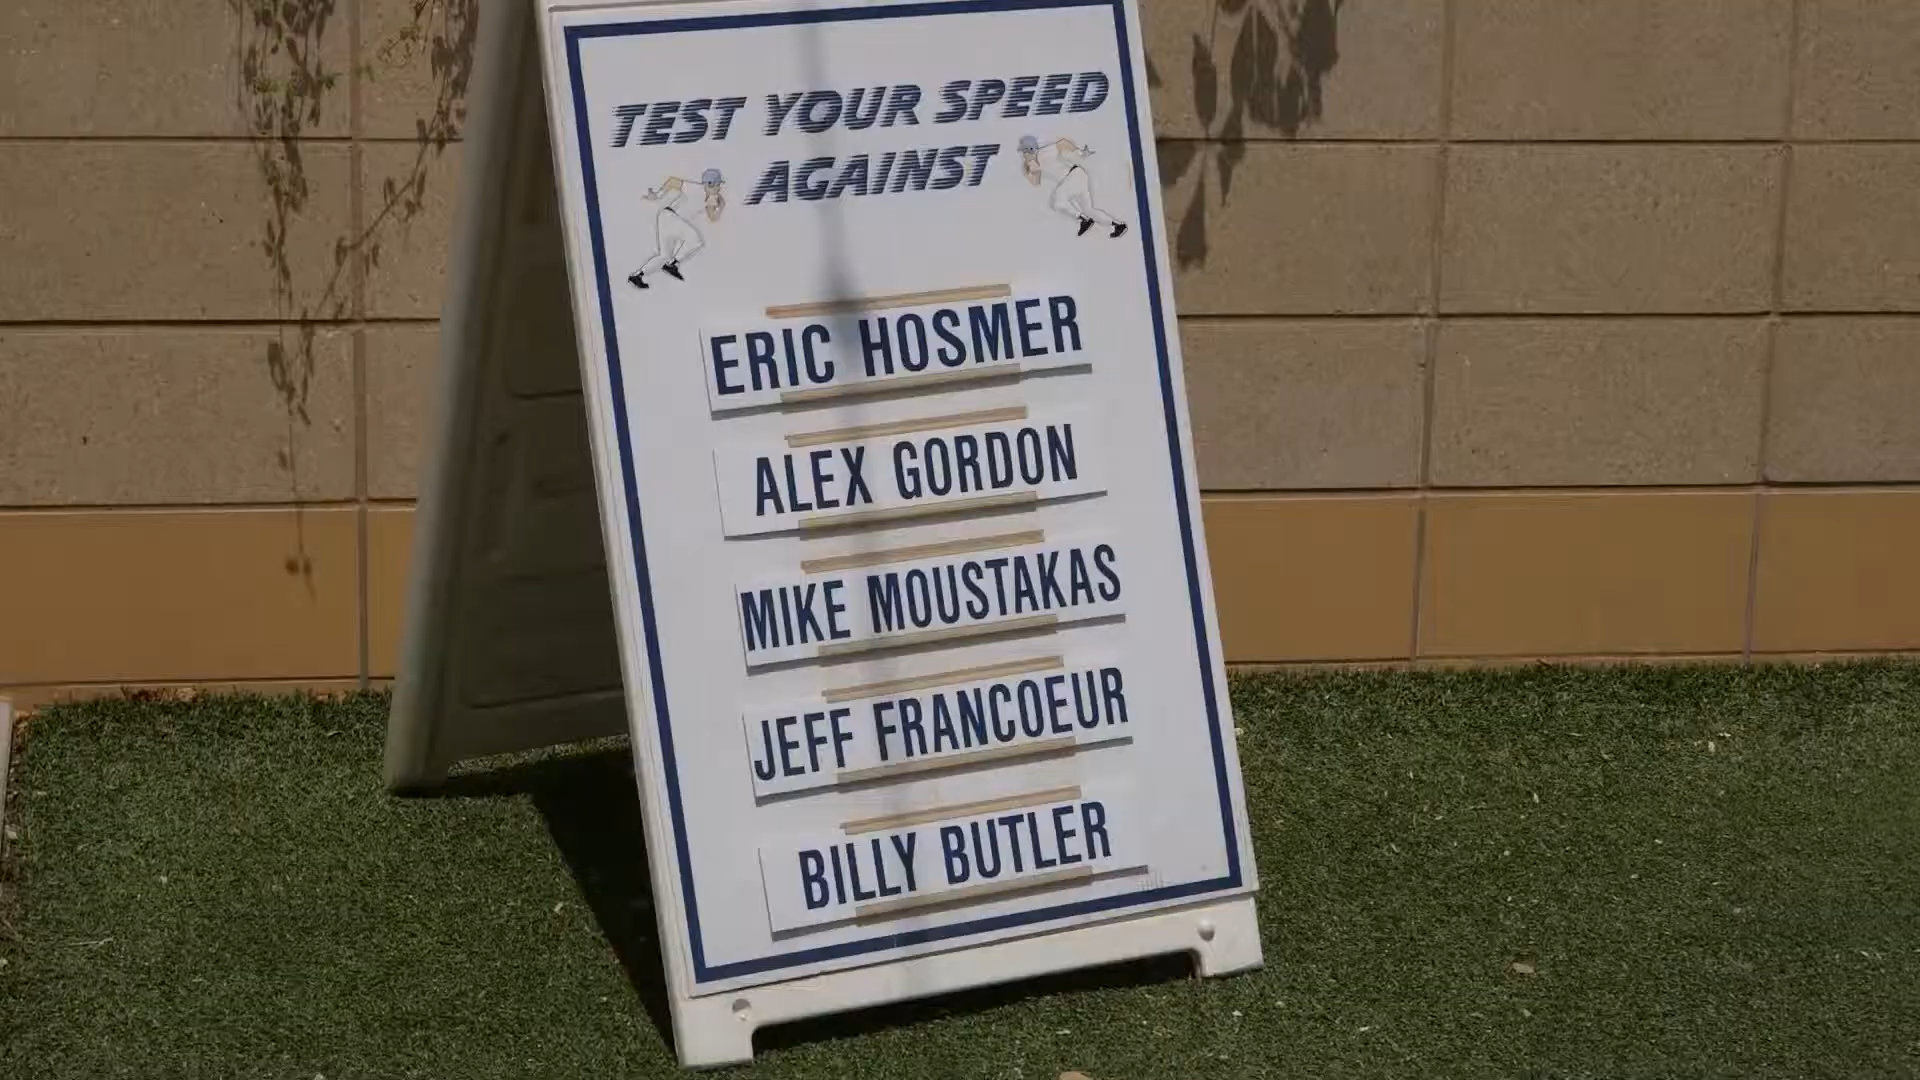 TEST YOUR SPEED
AGAINST
ERIC HOSMER
ALEX GORDON
MIKE MOUSTAKAS
JEFF FRANCOEUR
BILLY BUTLER